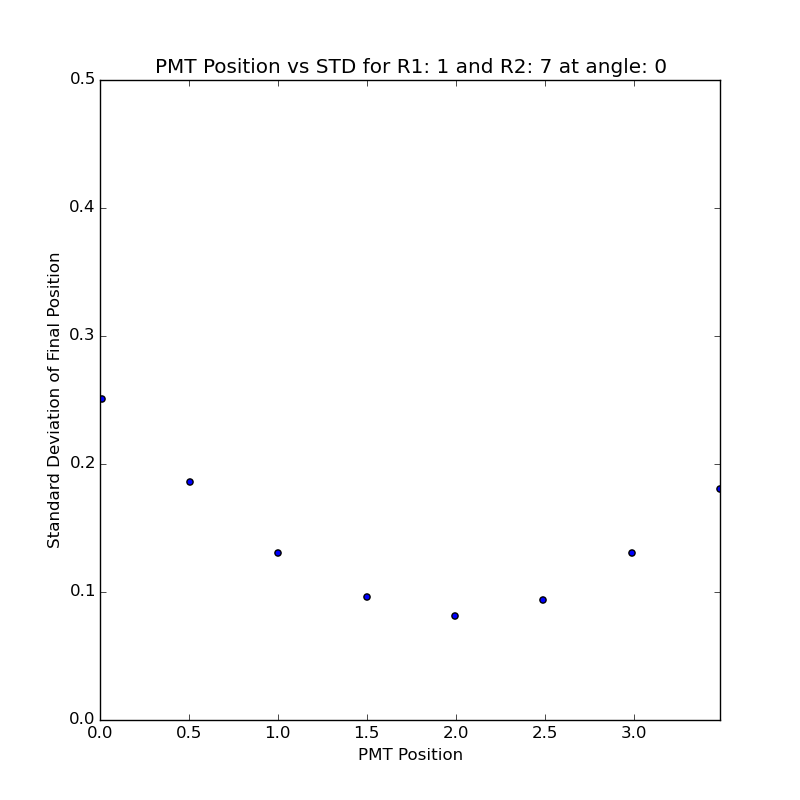 PMT Position vs STD for R1: 1 and R2: 7 at angle: 0
0.5
0.4
0.3
0.2
0.1
0.0
Standard Deviation of Final Position
0.0 0.5 1.0 1.5 2.0 2.5 3.0
PMT Position